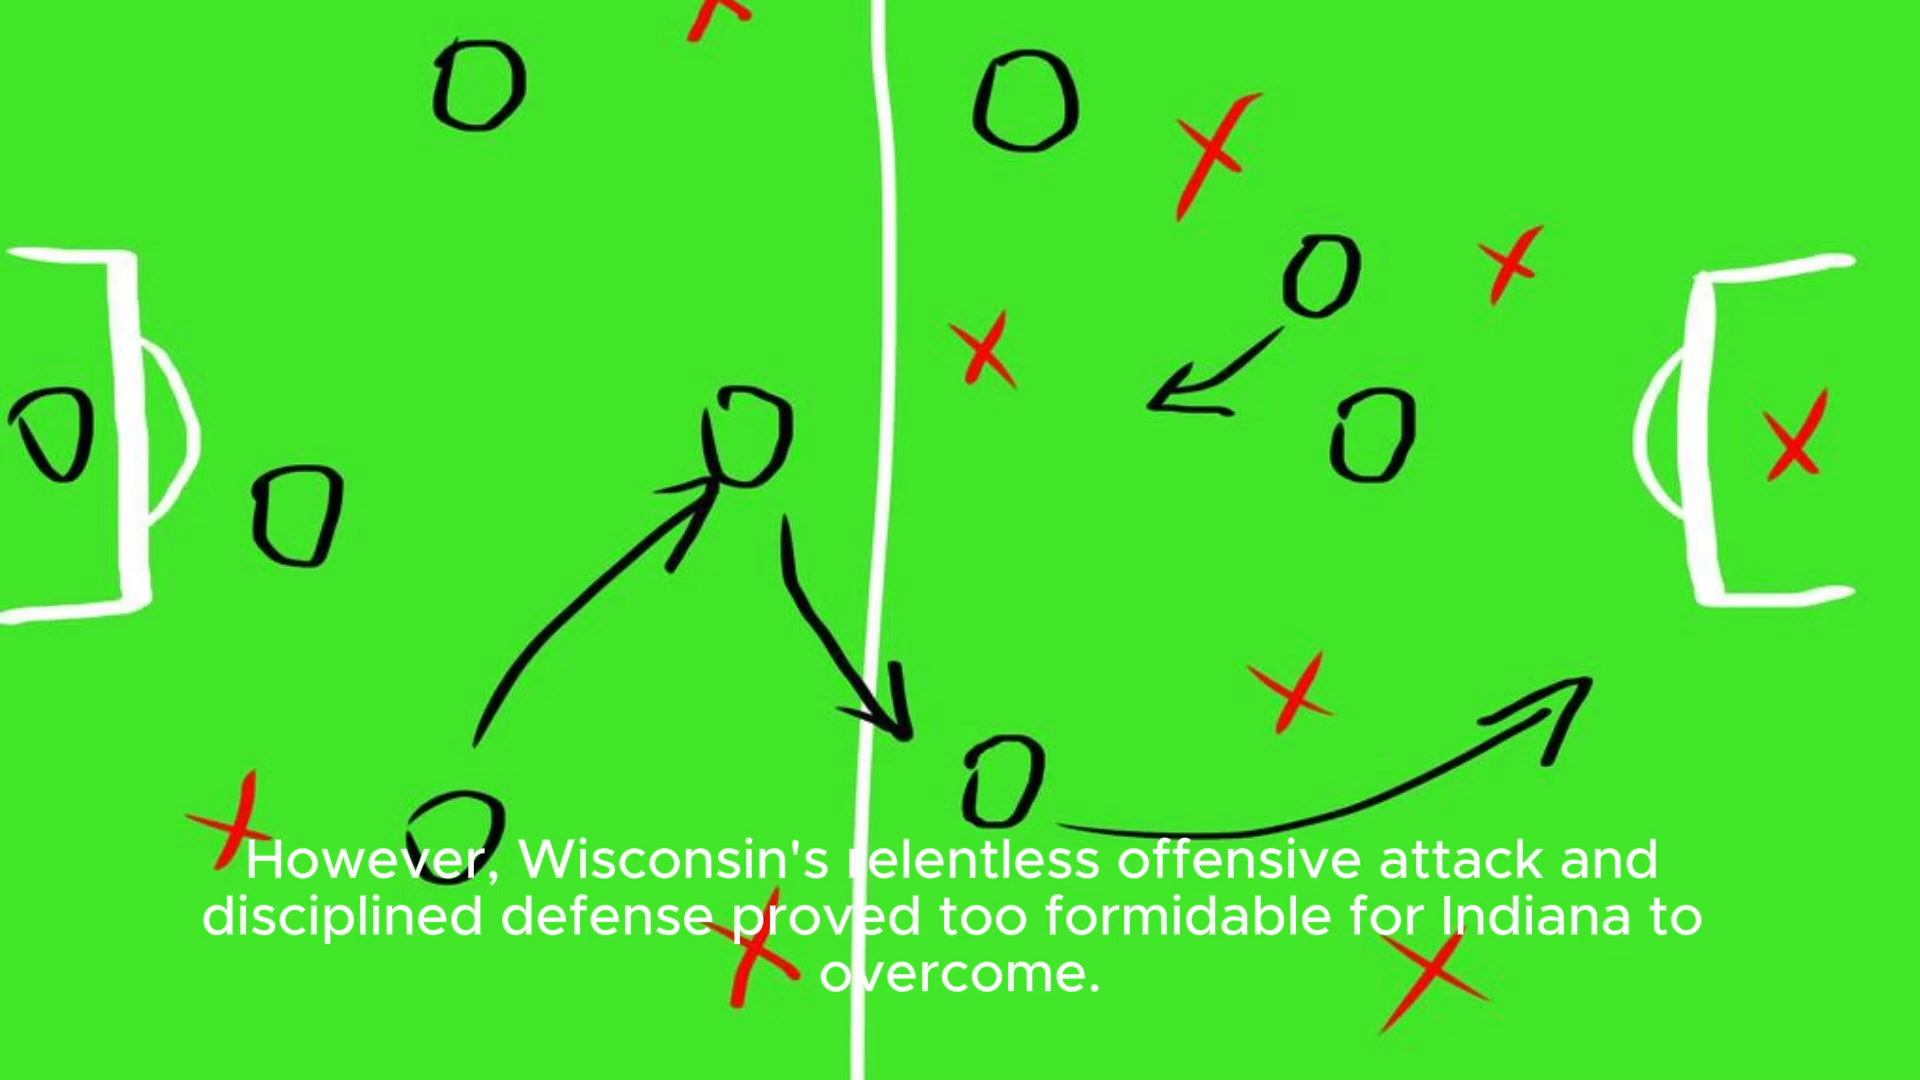 However, Wisconsin's relentless offensive attack and
disciplined defense proved too formidable for Indiana to
overcome.